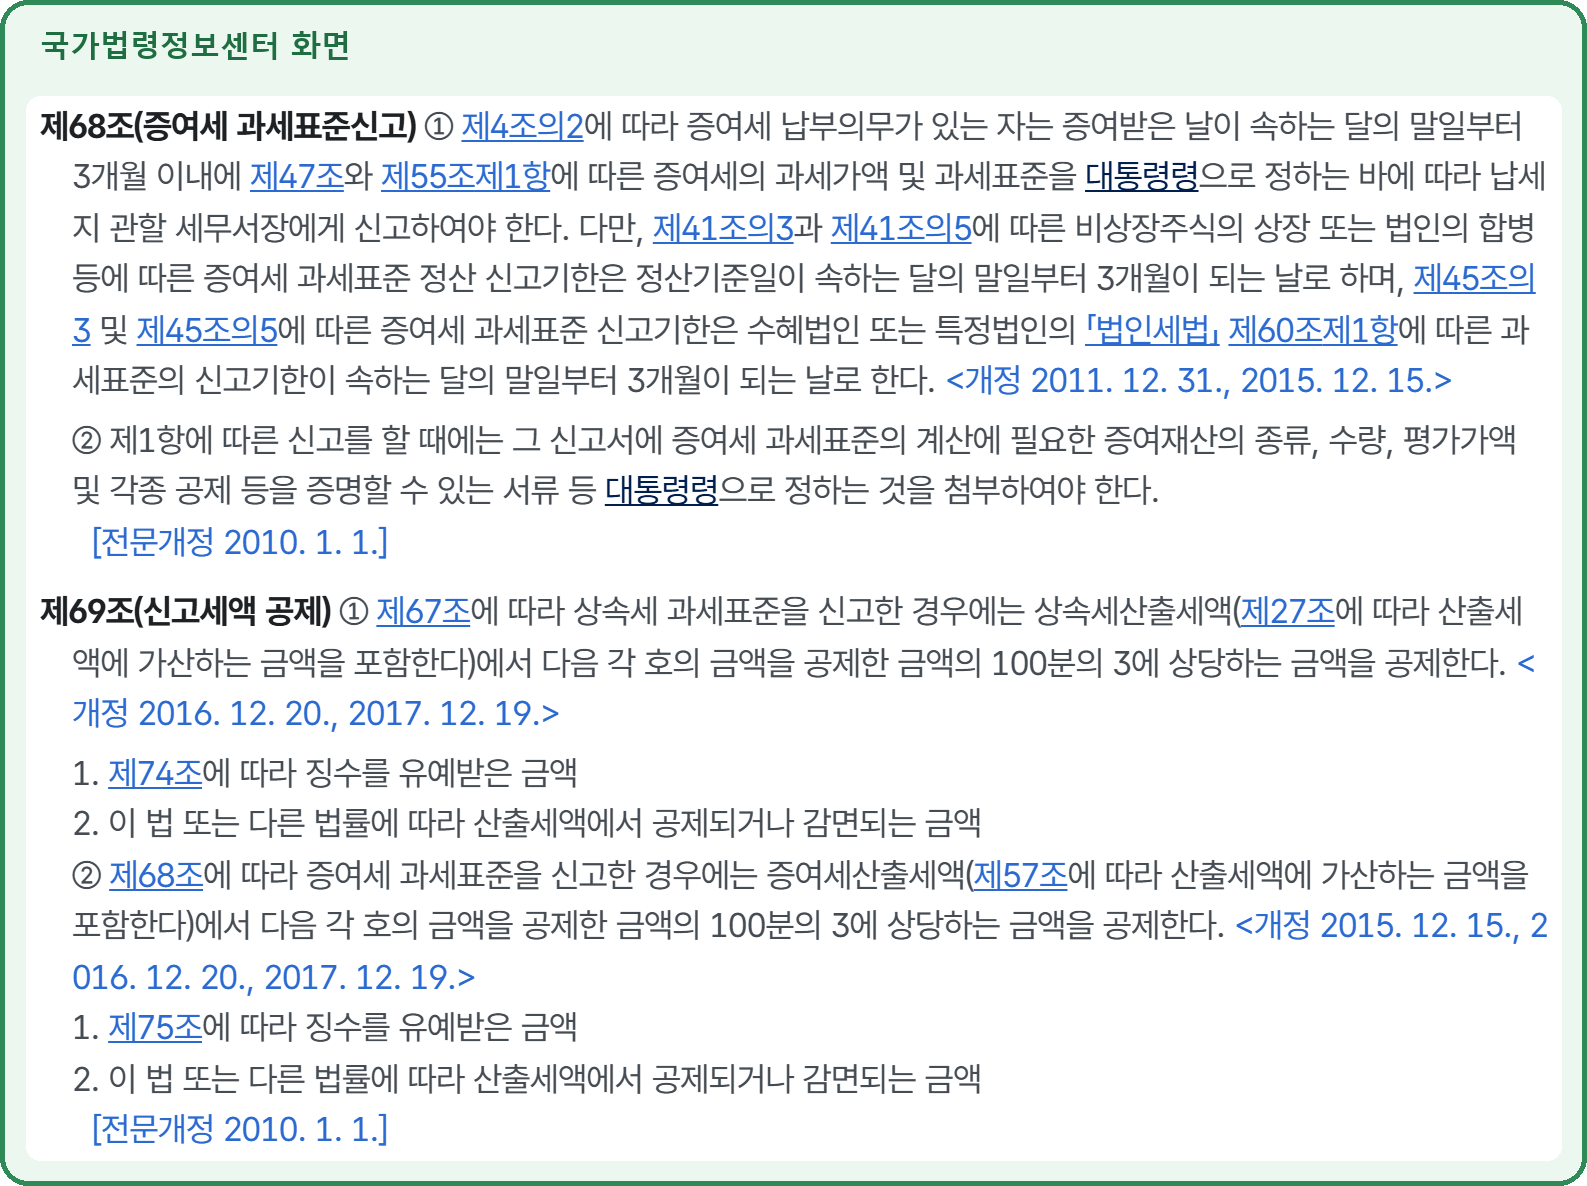 국가법령정보센터 화면
제68조(증여세 과세표준신고) ① 제4조의2에 따라 증여세 납부의무가 있는 자는 증여받은 날이 속하는 달의 말일부터
3개월 이내에 제47조와 제55조제1항에 따른 증여세의 과세가액 및 과세표준을 대통령령으로 정하는 바에 따라 납세
지 관할 세무서장에게 신고하여야 한다. 다만, 제41조의3과 제41조의5에 따른 비상장주식의 상장 또는 법인의 합병
등에 따른 증여세 과세표준 정산 신고기한은 정산기준일이 속하는 달의 말일부터 3개월이 되는 날로 하며, 제45조의
3 및 제45조의5에 따른 증여세 과세표준 신고기한은 수혜법인 또는 특정법인의 「법인세법」 제60조제1항에 따른 과
세표준의 신고기한이 속하는 달의 말일부터 3개월이 되는 날로 한다. <개정 2011. 12. 31., 2015. 12. 15.>
② 제1항에 따른 신고를 할 때에는 그 신고서에 증여세 과세표준의 계산에 필요한 증여재산의 종류, 수량, 평가가액
및 각종 공제 등을 증명할 수 있는 서류 등 대통령령으로 정하는 것을 첨부하여야 한다.
[전문개정 2010. 1. 1.]
제69조(신고세액 공제) ① 제67조에 따라 상속세 과세표준을 신고한 경우에는 상속세산출세액(제27조에 따라 산출세
액에 가산하는 금액을 포함한다)에서 다음 각 호의 금액을 공제한 금액의 100분의 3에 상당하는 금액을 공제한다. <
개정 2016. 12. 20., 2017. 12. 19.>
1. 제74조에 따라 징수를 유예받은 금액
2. 이 법 또는 다른 법률에 따라 산출세액에서 공제되거나 감면되는 금액
② 제68조에 따라 증여세 과세표준을 신고한 경우에는 증여세산출세액(제57조에 따라 산출세액에 가산하는 금액을
포함한다)에서 다음 각 호의 금액을 공제한 금액의 100분의 3에 상당하는 금액을 공제한다. <개정 2015. 12. 15., 2
016. 12. 20., 2017. 12. 19.>
1. 제75조에 따라 징수를 유예받은 금액
2. 이 법 또는 다른 법률에 따라 산출세액에서 공제되거나 감면되는 금액
[전문개정 2010. 1. 1.]